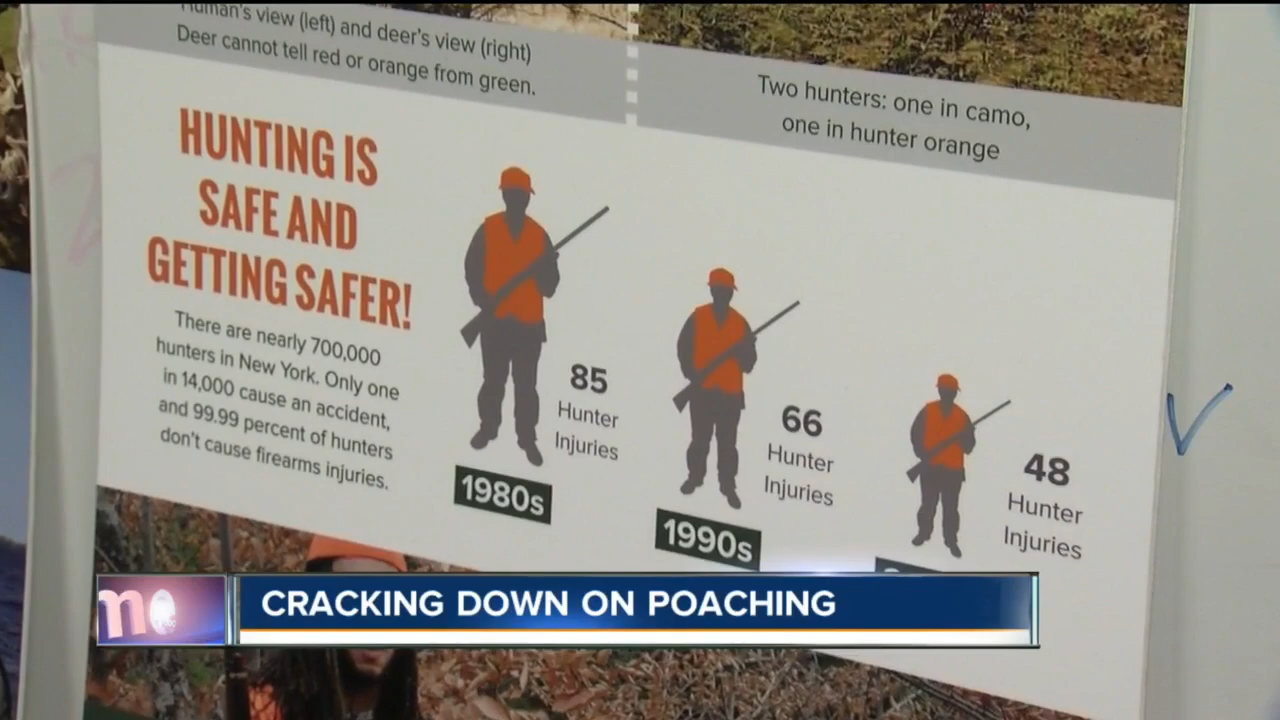 Human's view (left) and deer's view (right)
Deer cannot tell red or orange from green.
Two hunters: one in camo,
one in hunter orange
HUNTING IS
SAFE AND
GETTING SAFER!
There are nearly 700,000
hunters in New York. Only one
in 14,000 cause an accident,
and 99.99 percent of hunters
don't cause firearms injuries.
85
Hunter
Injuries
1980s
66
Hunter
Injuries
1990s
48
Hunter
Injuries
CRACKING DOWN ON POACHING